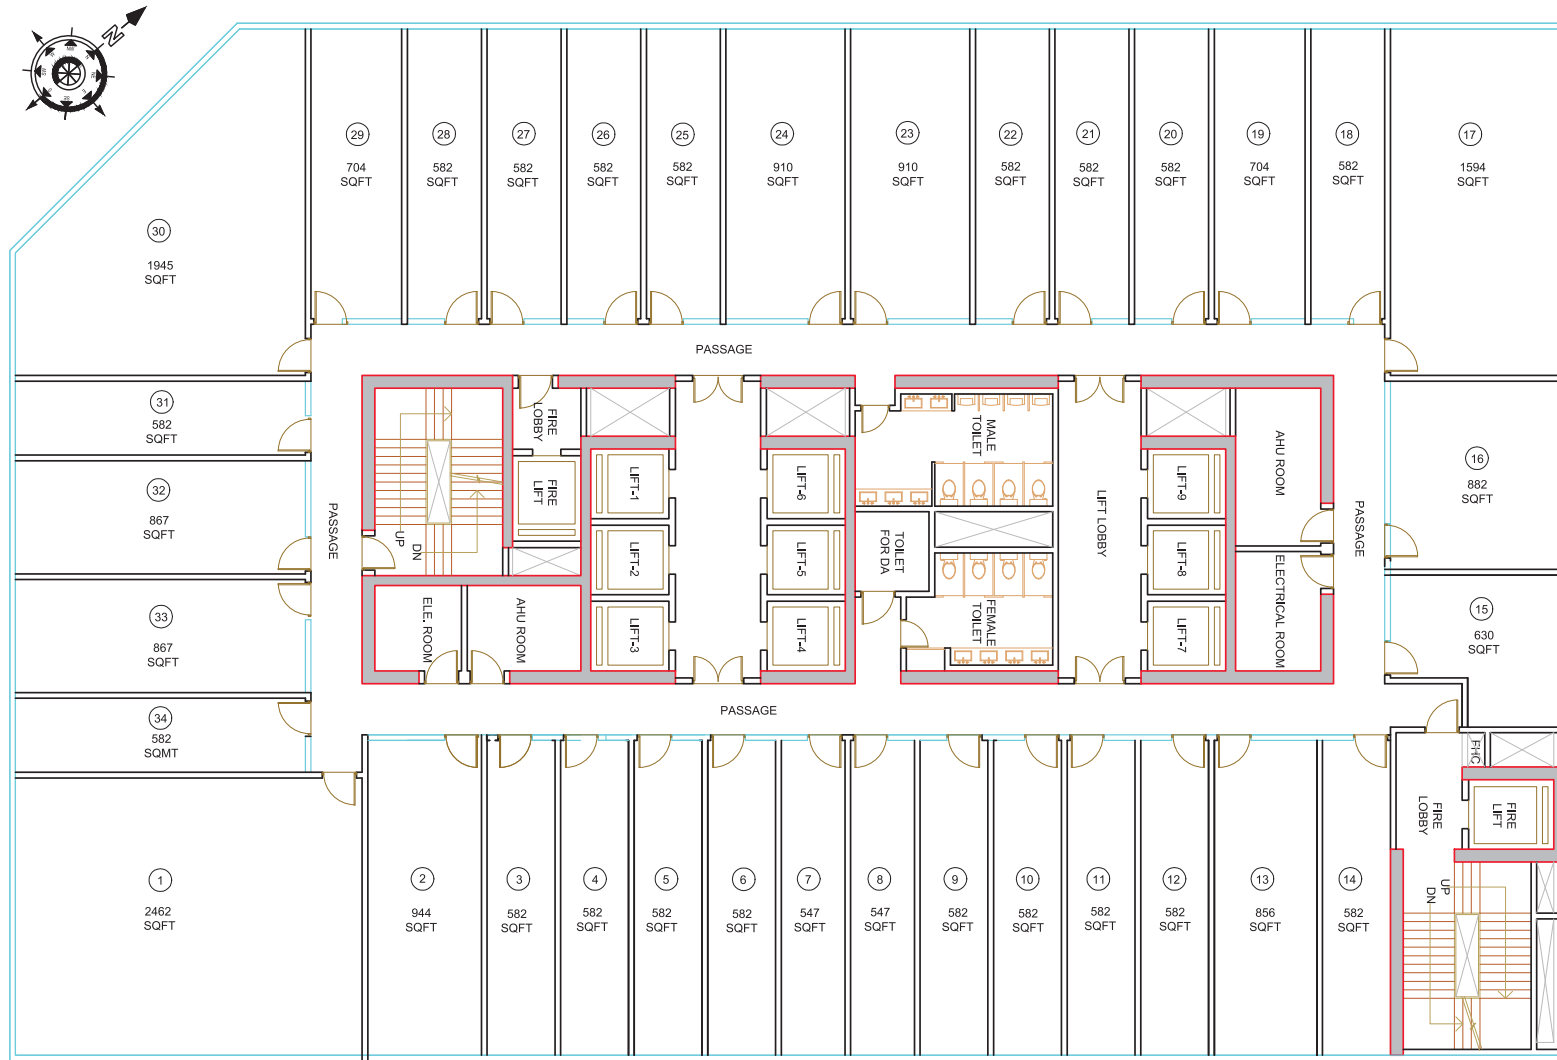 N
29
704
SQFT
28
582
SQFT
27
582
SQFT
26
582
SQFT
25
582
SQFT
24
910
SQFT
23
910
SQFT
22
582
SQFT
21
582
SQFT
20
582
SQFT
19
704
SQFT
18
582
SQFT
17
1594
SQFT
30
1945
SQFT
PASSAGE
31
582
SQFT
32
867
SQFT
33
867
SQFT
34
582
SQMT
PASSAGE
UP
DN
FIRE
LOBBY
FIRE
LIFT
ELE. ROOM
AHU ROOM
LIFT-1
LIFT-2
LIFT-3
LIFT-6
LIFT-5
LIFT-4
MALE
TOILET
TOILET
FOR DA
FEMALE
TOILET
LIFT LOBBY
LIFT-9
LIFT-8
LIFT-7
AHU ROOM
ELECTRICAL ROOM
PASSAGE
16
882
SQFT
15
630
SQFT
PASSAGE
1
2462
SQFT
2
944
SQFT
3
582
SQFT
4
582
SQFT
5
582
SQFT
6
582
SQFT
7
547
SQFT
8
547
SQFT
9
582
SQFT
10
582
SQFT
11
582
SQFT
12
582
SQFT
13
856
SQFT
14
582
SQFT
FHC
FIRE
LOBBY
FIRE
LIFT
UP
DN